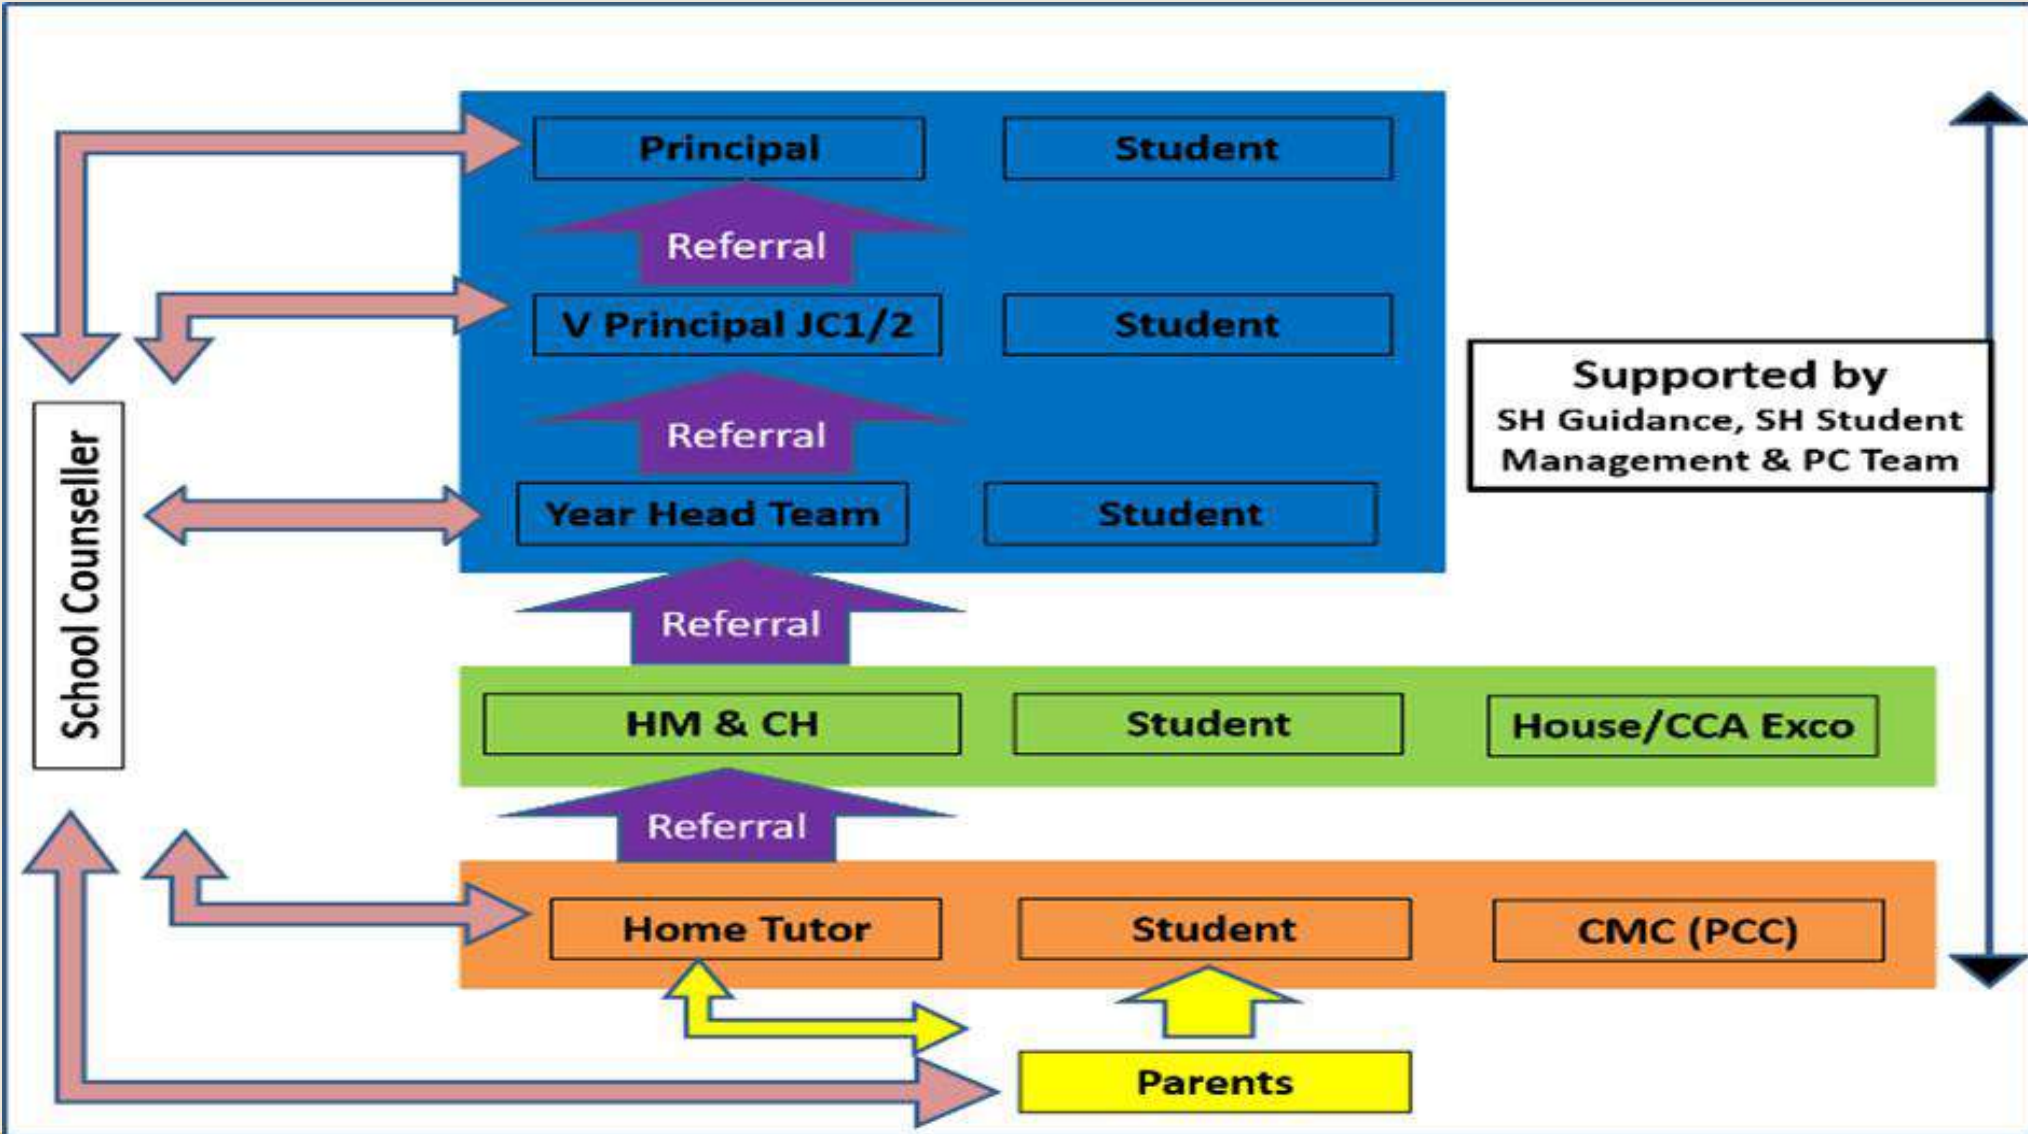 Principal
Student
Referral
V Principal JC1/2
Student
Supported by
SH Guidance, SH Student
Management & PC Team
Referral
School Counseller
Year Head Team
Student
Referral
HM & CH
Student
House/CCA Exco
Referral
Home Tutor
Student
CMC (PCC)
Parents